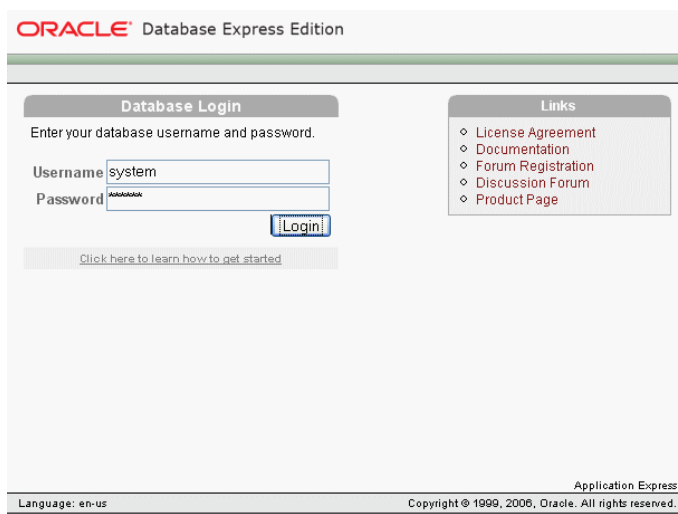 ORACLE® Database Express Edition
Database Login
Enter your database username and password.
Username system
Password ******
Login
Click here to learn how to get started
Links
License Agreement
Documentation
Forum Registration
Discussion Forum
Product Page
Application Express
Language: en-us
Copyright © 1999, 2006, Oracle. All rights reserved.